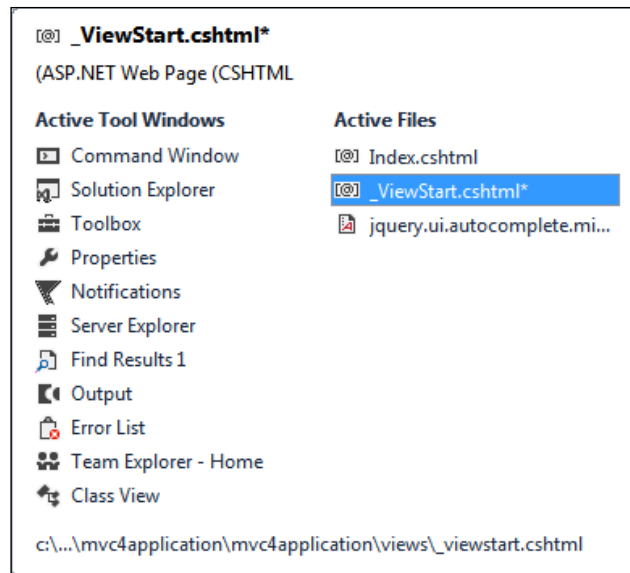 _ViewStart.cshtml*
(ASP.NET Web Page (CSHTML
Active Tool Windows
Command Window
Solution Explorer
Toolbox
Properties
Notifications
Server Explorer
Find Results 1
Output
Error List
Team Explorer - Home
Class View
Active Files
[@] Index.cshtml
[@] _ViewStart.cshtml*
jquery.ui.autocomplete.mi...
c:\...\mvc4application\mvc4application\views\_viewstart.cshtml